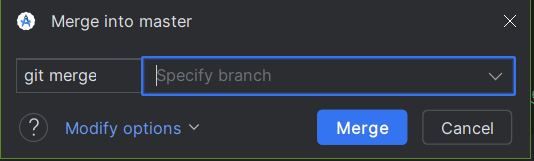 Merge into master
git merge
Specify branch
?
Modify options
Merge
Cancel